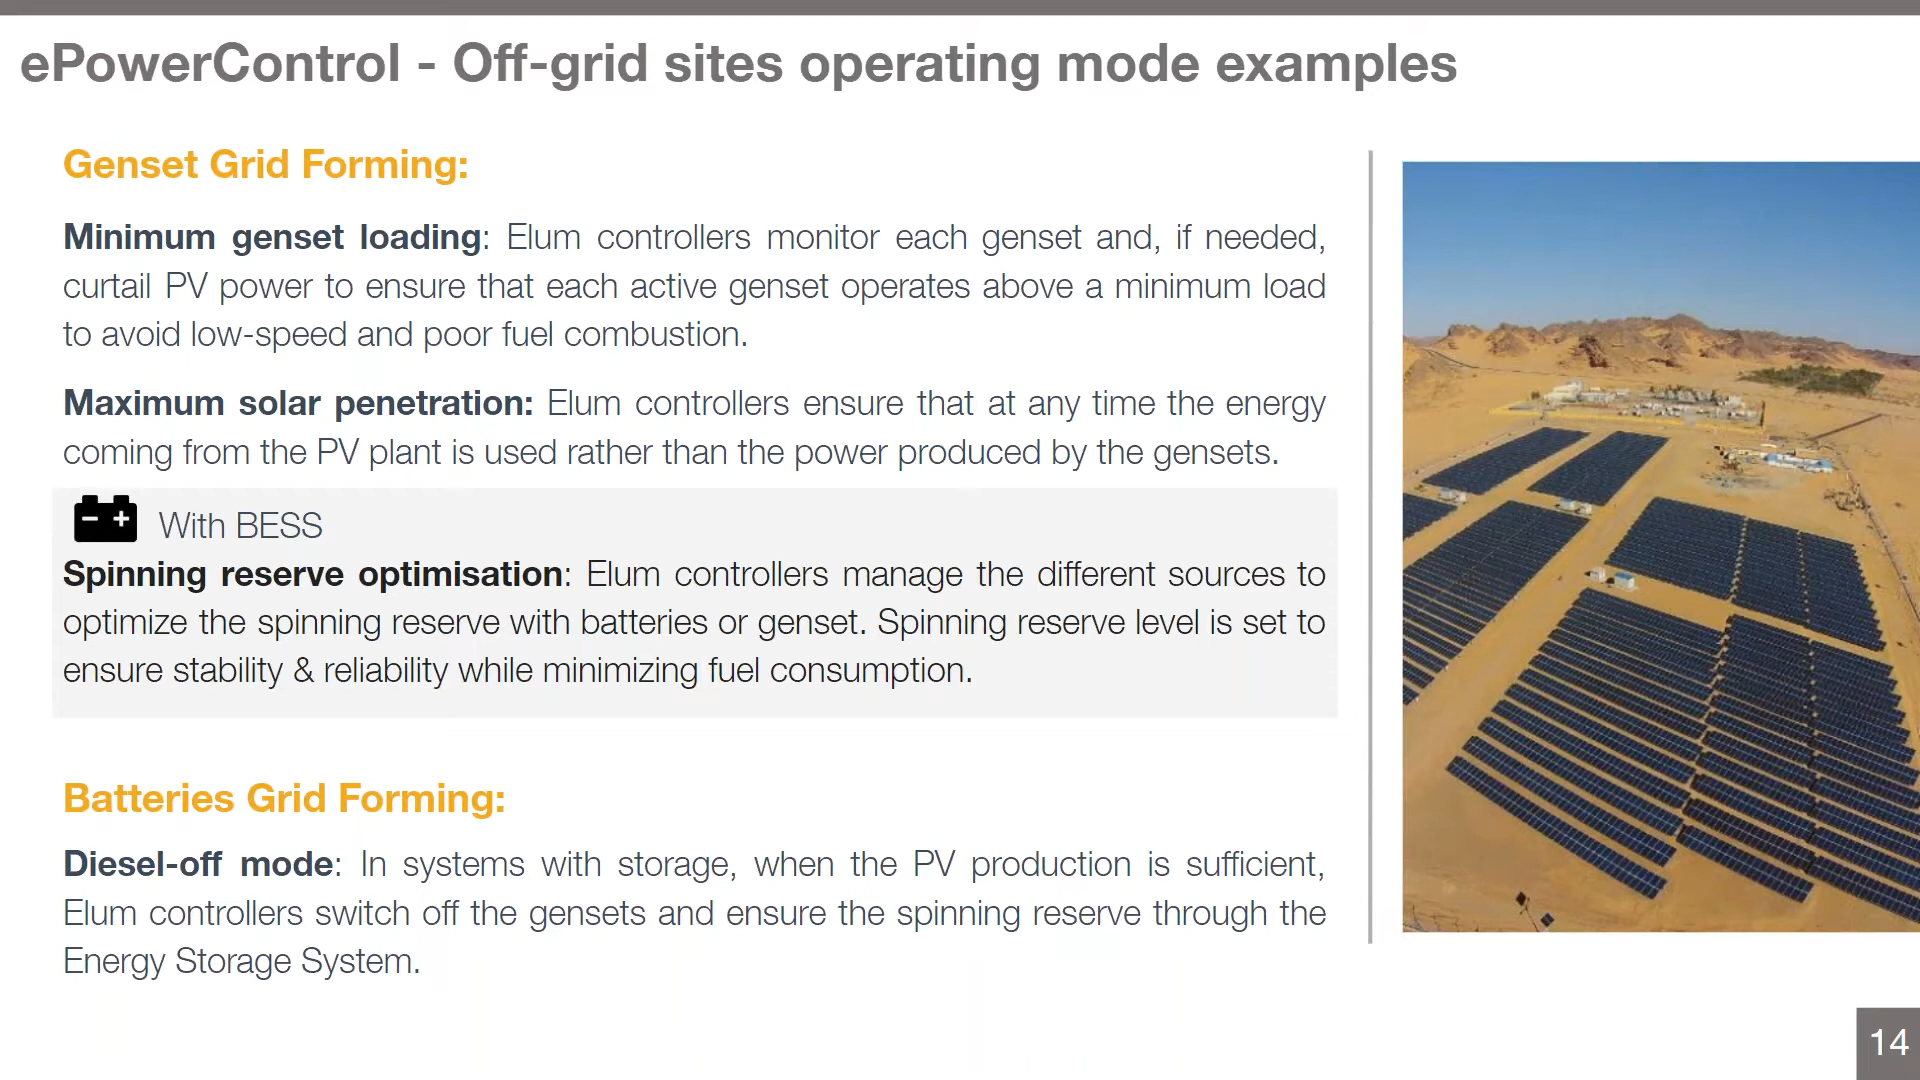 ePowerControl - Off-grid sites operating mode examples
Genset Grid Forming:
Minimum genset loading: Elum controllers monitor each genset and, if needed,
curtail PV power to ensure that each active genset operates above a minimum load
to avoid low-speed and poor fuel combustion.
Maximum solar penetration: Elum controllers ensure that at any time the energy
coming from the PV plant is used rather than the power produced by the gensets.
With BESS
Spinning reserve optimisation: Elum controllers manage the different sources to
optimize the spinning reserve with batteries or genset. Spinning reserve level is set to
ensure stability & reliability while minimizing fuel consumption.
Batteries Grid Forming:
Diesel-off mode: In systems with storage, when the PV production is sufficient,
Elum controllers switch off the gensets and ensure the spinning reserve through the
Energy Storage System.
14